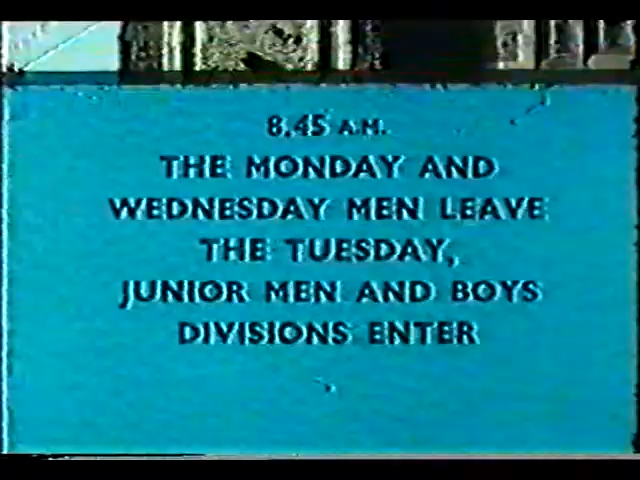 8.45 A.M.
THE MONDAY AND
WEDNESDAY MEN LEAVE
THE TUESDAY,
JUNIOR MEN AND BOYS
DIVISIONS ENTER